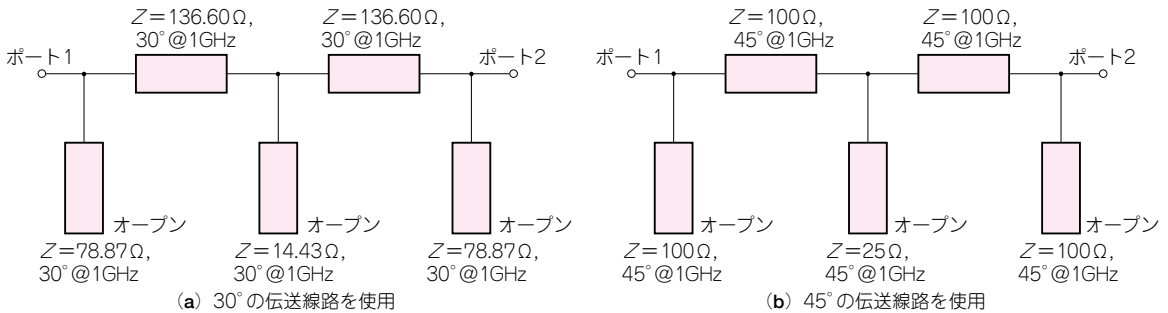 Z=136.60Ω,
30°@1GHz
Z=136.60Ω,
30°@1GHz
ポート1
ポート2
オープン
オープン
オープン
Z=78.87Ω,
30°@1GHz
Z=14.43Ω,
30°@1GHz
Z=78.87Ω,
30°@1GHz
(a) 30°の伝送線路を使用
Z=100Ω,
45°@1GHz
Z=100Ω,
45°@1GHz
ポート1
ポート2
オープン
オープン
オープン
Z=100Ω,
45°@1GHz
Z=25Ω,
45°@1GHz
Z=100Ω,
45°@1GHz
(b) 45°の伝送線路を使用